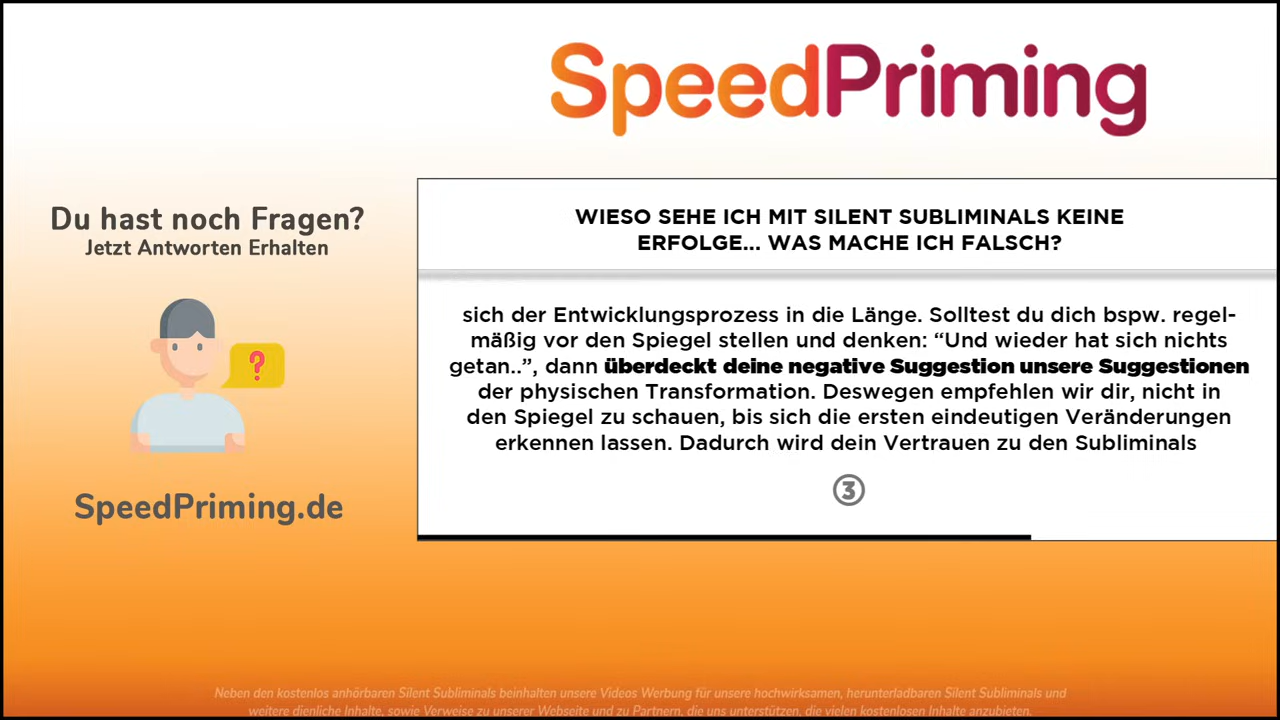 SpeedPriming
Du hast noch Fragen?
Jetzt Antworten Erhalten
?
SpeedPriming.de
WIESO SEHE ICH MIT SILENT SUBLIMINALS KEINE
ERFOLGE... WAS MACHE ICH FALSCH?
sich der Entwicklungsprozess in die Länge. Solltest du dich bspw. regel-
mäßig vor den Spiegel stellen und denken: “Und wieder hat sich nichts
getan..”, dann überdeckt deine negative Suggestion unsere Suggestionen
der physischen Transformation. Deswegen empfehlen wir dir, nicht in
den Spiegel zu schauen, bis sich die ersten eindeutigen Veränderungen
erkennen lassen. Dadurch wird dein Vertrauen zu den Subliminals
③
Neben den kostenlos anhörbaren Silent Subliminals beinhalten unsere Videos Werbung für unsere hochwirksamen, herunterladbaren Silent Subliminals und
weitere dienliche Inhalte, sowie Verweise zu unserer Webseite und zu Partnern, die uns unterstützen, die vielen kostenlosen Inhalte anzubieten.